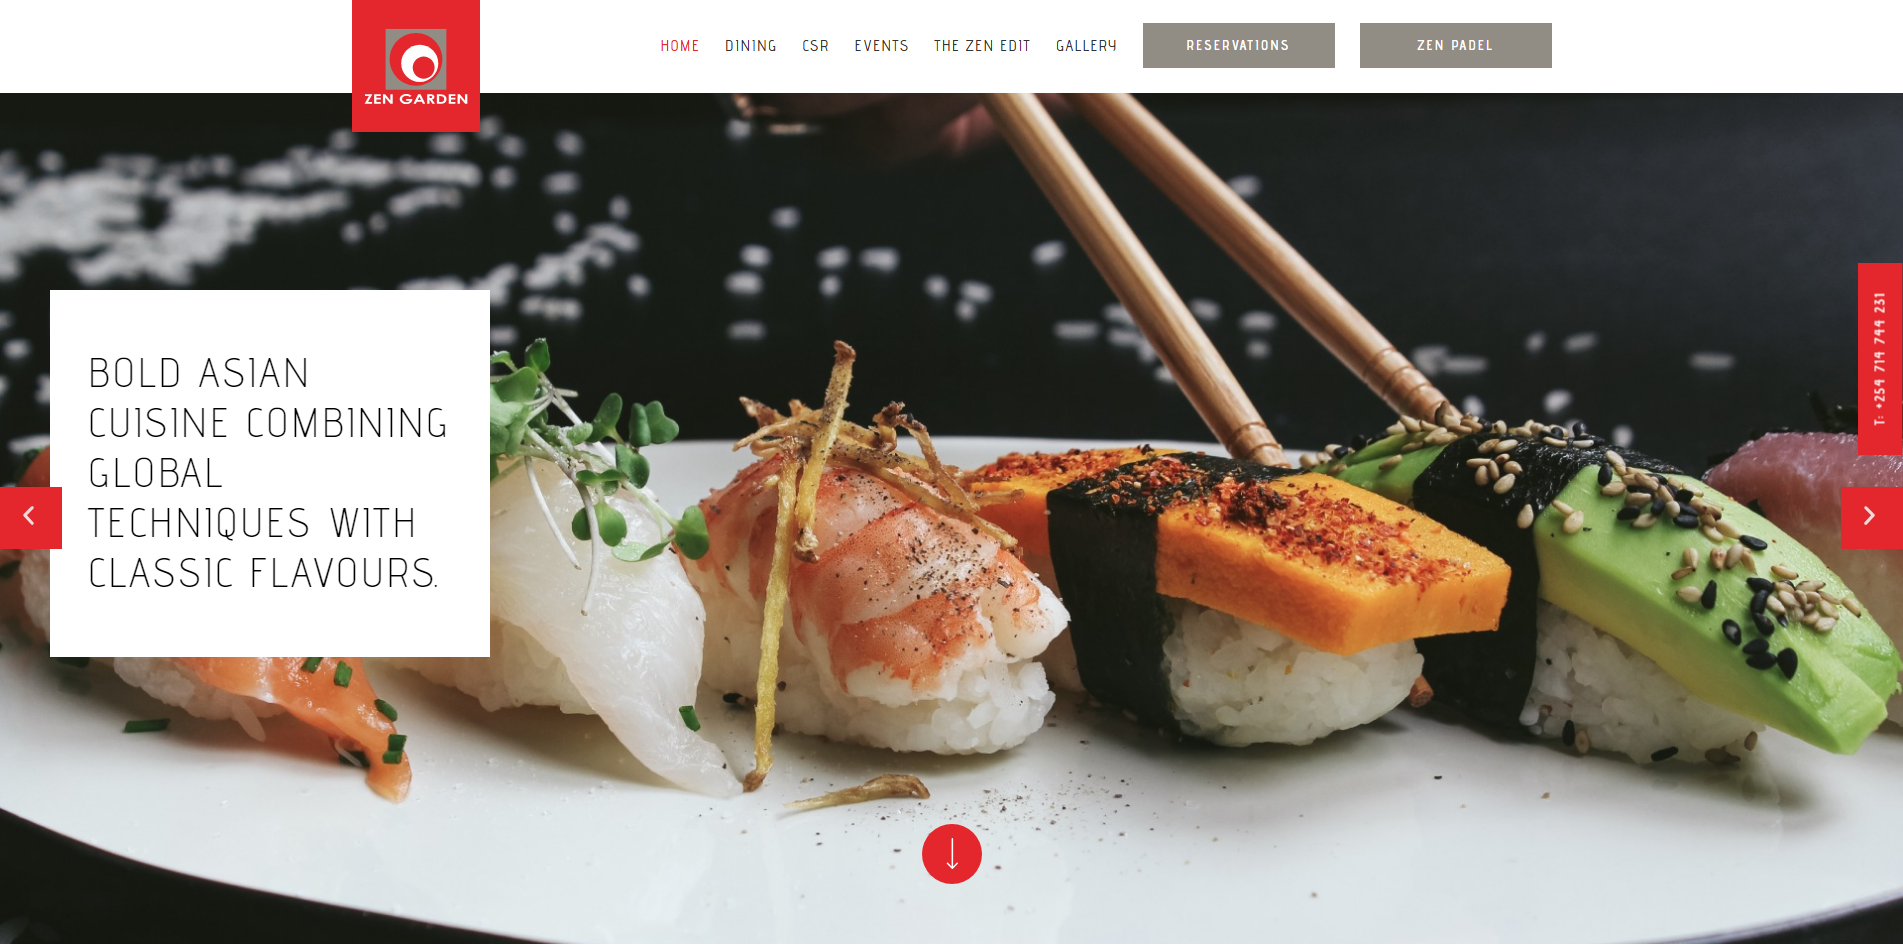 ZEN GARDEN
HOME DINING CSR EVENTS THE ZEN EDIT GALLERY RESERVATIONS ZEN PADEL
BOLD ASIAN
CUISINE COMBINING
GLOBAL
TECHNIQUES WITH
CLASSIC FLAVOURS.
T: +254 714 744 231